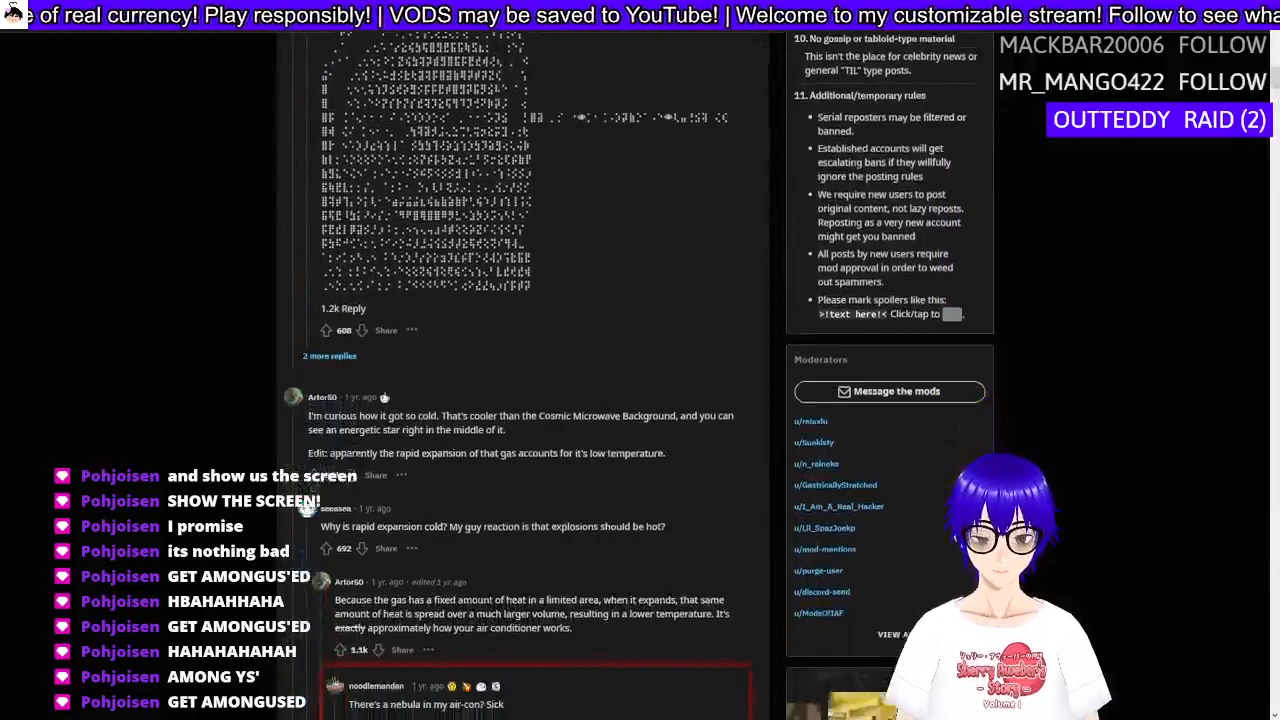 e of real currency! Play responsibly! | VODS may be saved to YouTube! | Welcome to my customizable stream! Follow to see wha
MACKBAR20006 FOLLOW
MR_MANGO422 FOLLOW
OUTTEDDY RAID (2)
1.2k Reply
608 Share
2 more replies
Artor50 · 1 yr. ago
I'm curious how it got so cold. That's cooler than the Cosmic Microwave Background, and you can
see an energetic star right in the middle of it.
Edit: apparently the rapid expansion of that gas accounts for it's low temperature.
Share
seeasea · 1 yr. ago
Why is rapid expansion cold? My guy reaction is that explosions should be hot?
692 Share
Artor50 · 1 yr. ago · edited 1 yr. ago
Because the gas has a fixed amount of heat in a limited area, when it expands, that same
amount of heat is spread over a much larger volume, resulting in a lower temperature. It's
exactly approximately how your air conditioner works.
1.1k Share
noodlemandan 1 yr. ago
There's a nebula in my air-con? Sick
10. No gossip or tabloid-type material
This isn't the place for celebrity news or
general "TIL" type posts.
11. Additional/temporary rules
Serial reposters may be filtered or
banned.
Established accounts will get
escalating bans if they willfully
ignore the posting rules
We require new users to post
original content, not lazy reposts.
Reposting as a very new account
might get you banned
All posts by new users require
mod approval in order to weed
out spammers.
Please mark spoilers like this:
>!text here!< Click/tap to
Moderators
Message the mods
u/relaxlu
u/Sunkisty
u/n_reineke
u/GastricallyStretched
u/I_Am_A_Real_Hacker
u/Lil_SpazJoekp
u/mod-mentions
u/purge-user
u/discord-send
u/ModsOfIAF
VIEW A
Pohjoisen and show us the screen
Pohjoisen SHOW THE SCREEN!
Pohjoisen I promise
Pohjoisen its nothing bad
Pohjoisen GET AMONGUS'ED
Pohjoisen HBAHAHHAHA
Pohjoisen GET AMONGUS'ED
Pohjoisen HAHAHAHAHAH
Pohjoisen AMONG YS'
Pohjoisen GET AMONGUSED
Sherry Aweber's
Story
Volume 1